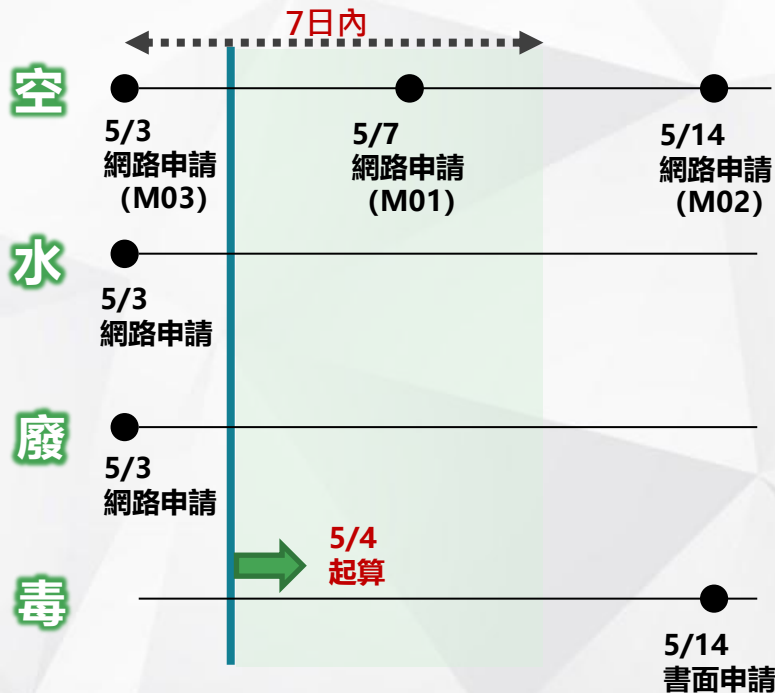 7日內
空
5/3
網路申請
(M03)
5/7
網路申請
(M01)
5/14
網路申請
(M02)
水
5/3
網路申請
廢
5/3
網路申請
5/4
起算
毒
5/14
書面申請